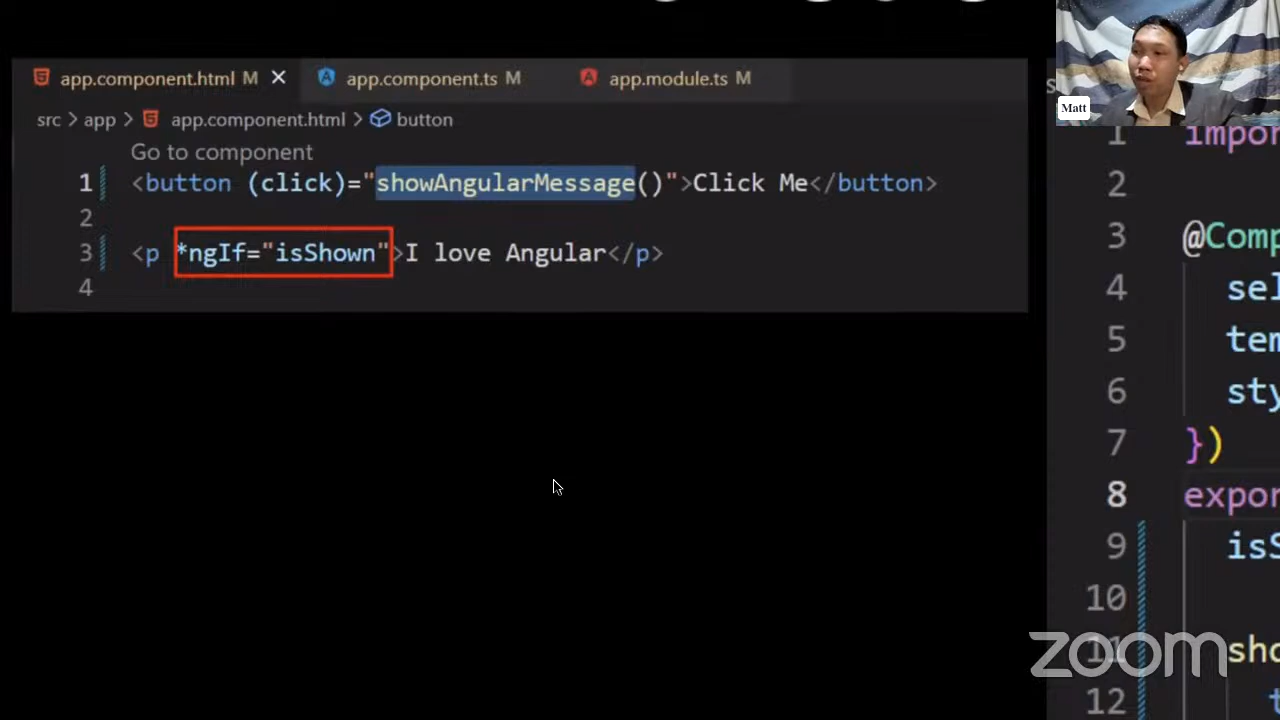 app.component.html M
app.component.ts M
app.module.ts M
src > app > app.component.html > button
Go to component
1 <button (click)="showAngularMessage()">Click Me</button>
2
3 <p *ngIf="isShown">I love Angular</p>
4
Matt
1 impor
2
3 @Comp
4 sel
5 tem
6 sty
7 })
8 expor
9 isS
10
11 sho
12 t
zoom